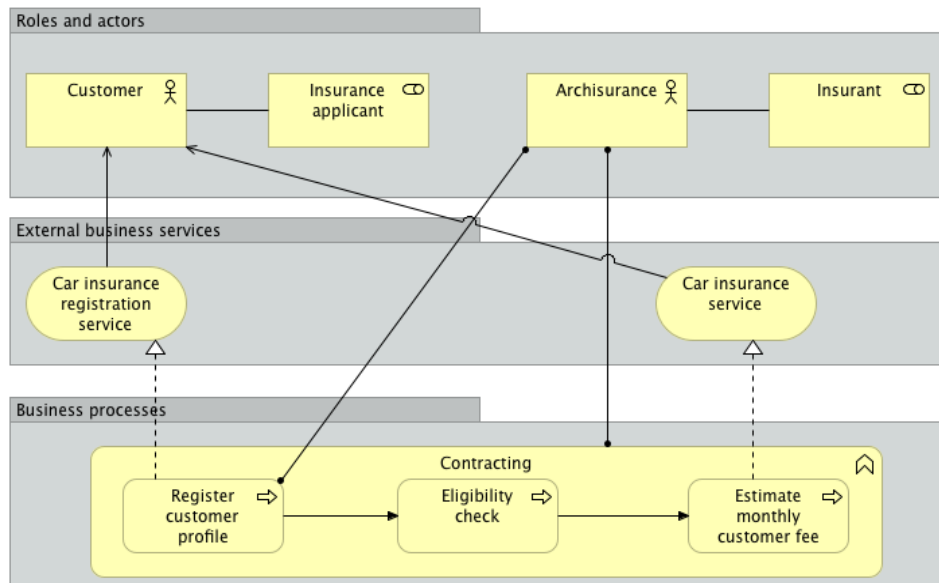 Roles and actors
Customer
Insurance
applicant
Archisurance
Insurant
External business services
Car insurance
registration
service
Car insurance
service
Business processes
Contracting
Register
customer
profile
Eligibility
check
Estimate
monthly
customer fee